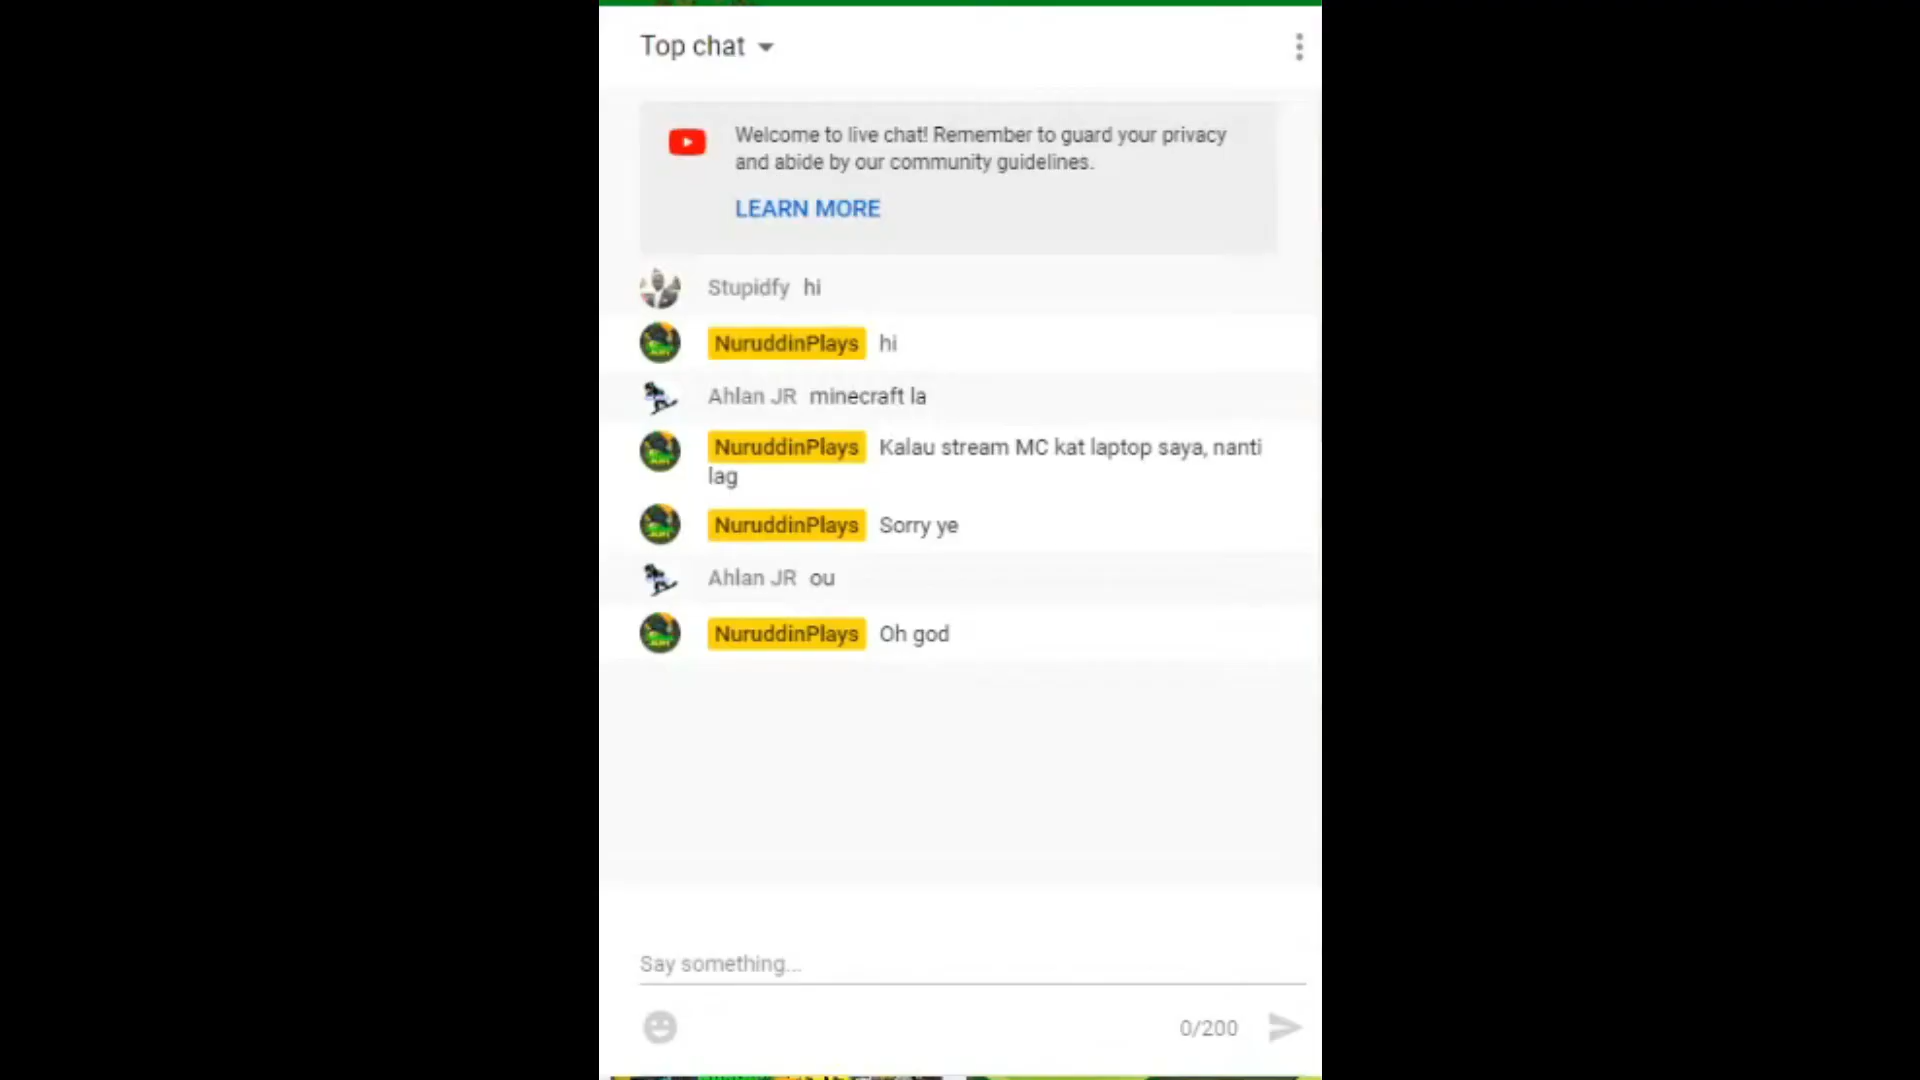 Top chat
Welcome to live chat! Remember to guard your privacy
and abide by our community guidelines.
LEARN MORE
Stupidfy hi
NuruddinPlays hi
Ahlan JR minecraft la
NuruddinPlays Kalau stream MC kat laptop saya, nanti
lag
NuruddinPlays Sorry ye
Ahlan JR ou
NuruddinPlays Oh god
Say something...
0/200